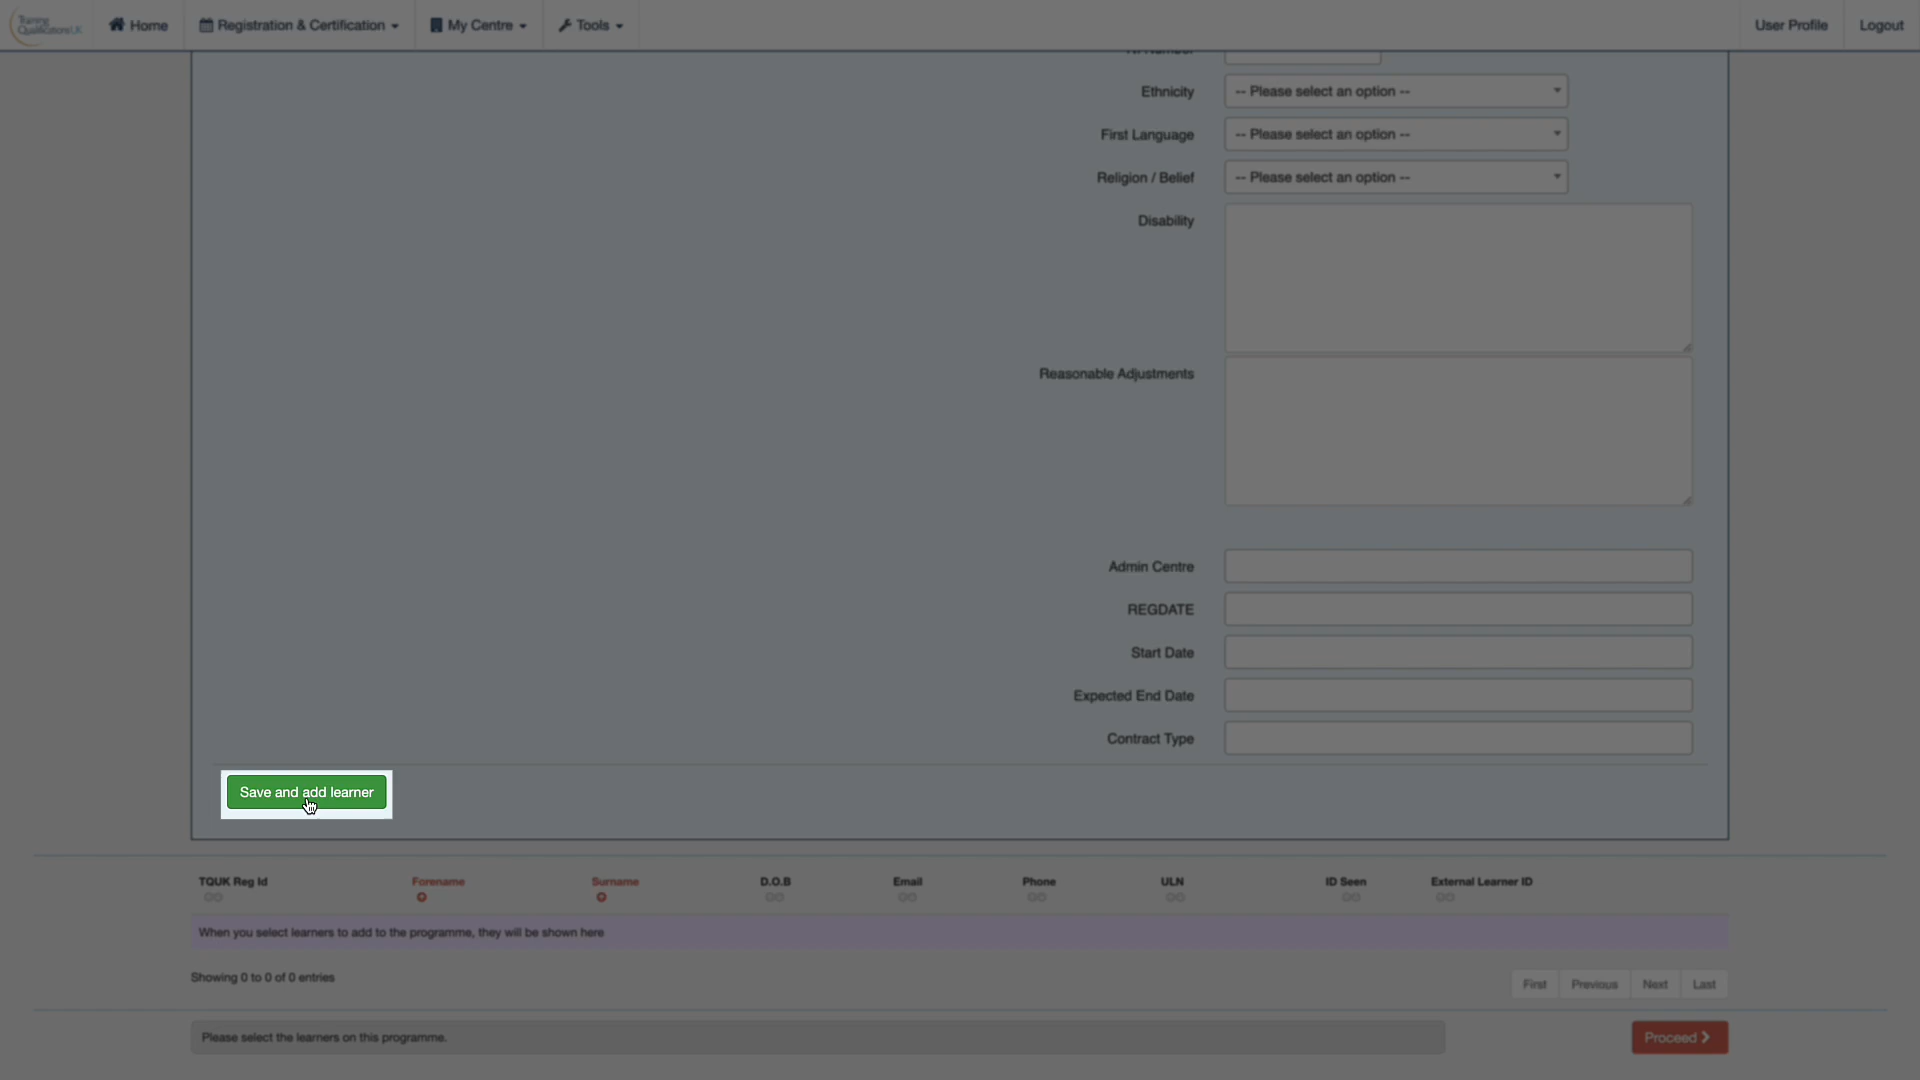 Training
Qualifications UK
Home
Registration & Certification
My Centre
Tools
User Profile
Logout
Ethnicity
-- Please select an option --
First Language
-- Please select an option --
Religion / Belief
-- Please select an option --
Disability
Reasonable Adjustments
Admin Centre
REGDATE
Start Date
Expected End Date
Contract Type
Save and add learner
TQUK Reg Id
Forename
Surname
D.O.B
Email
Phone
ULN
ID Seen
External Learner ID
When you select learners to add to the programme, they will be shown here
Showing 0 to 0 of 0 entries
First
Previous
Next
Last
Please select the learners on this programme.
Proceed